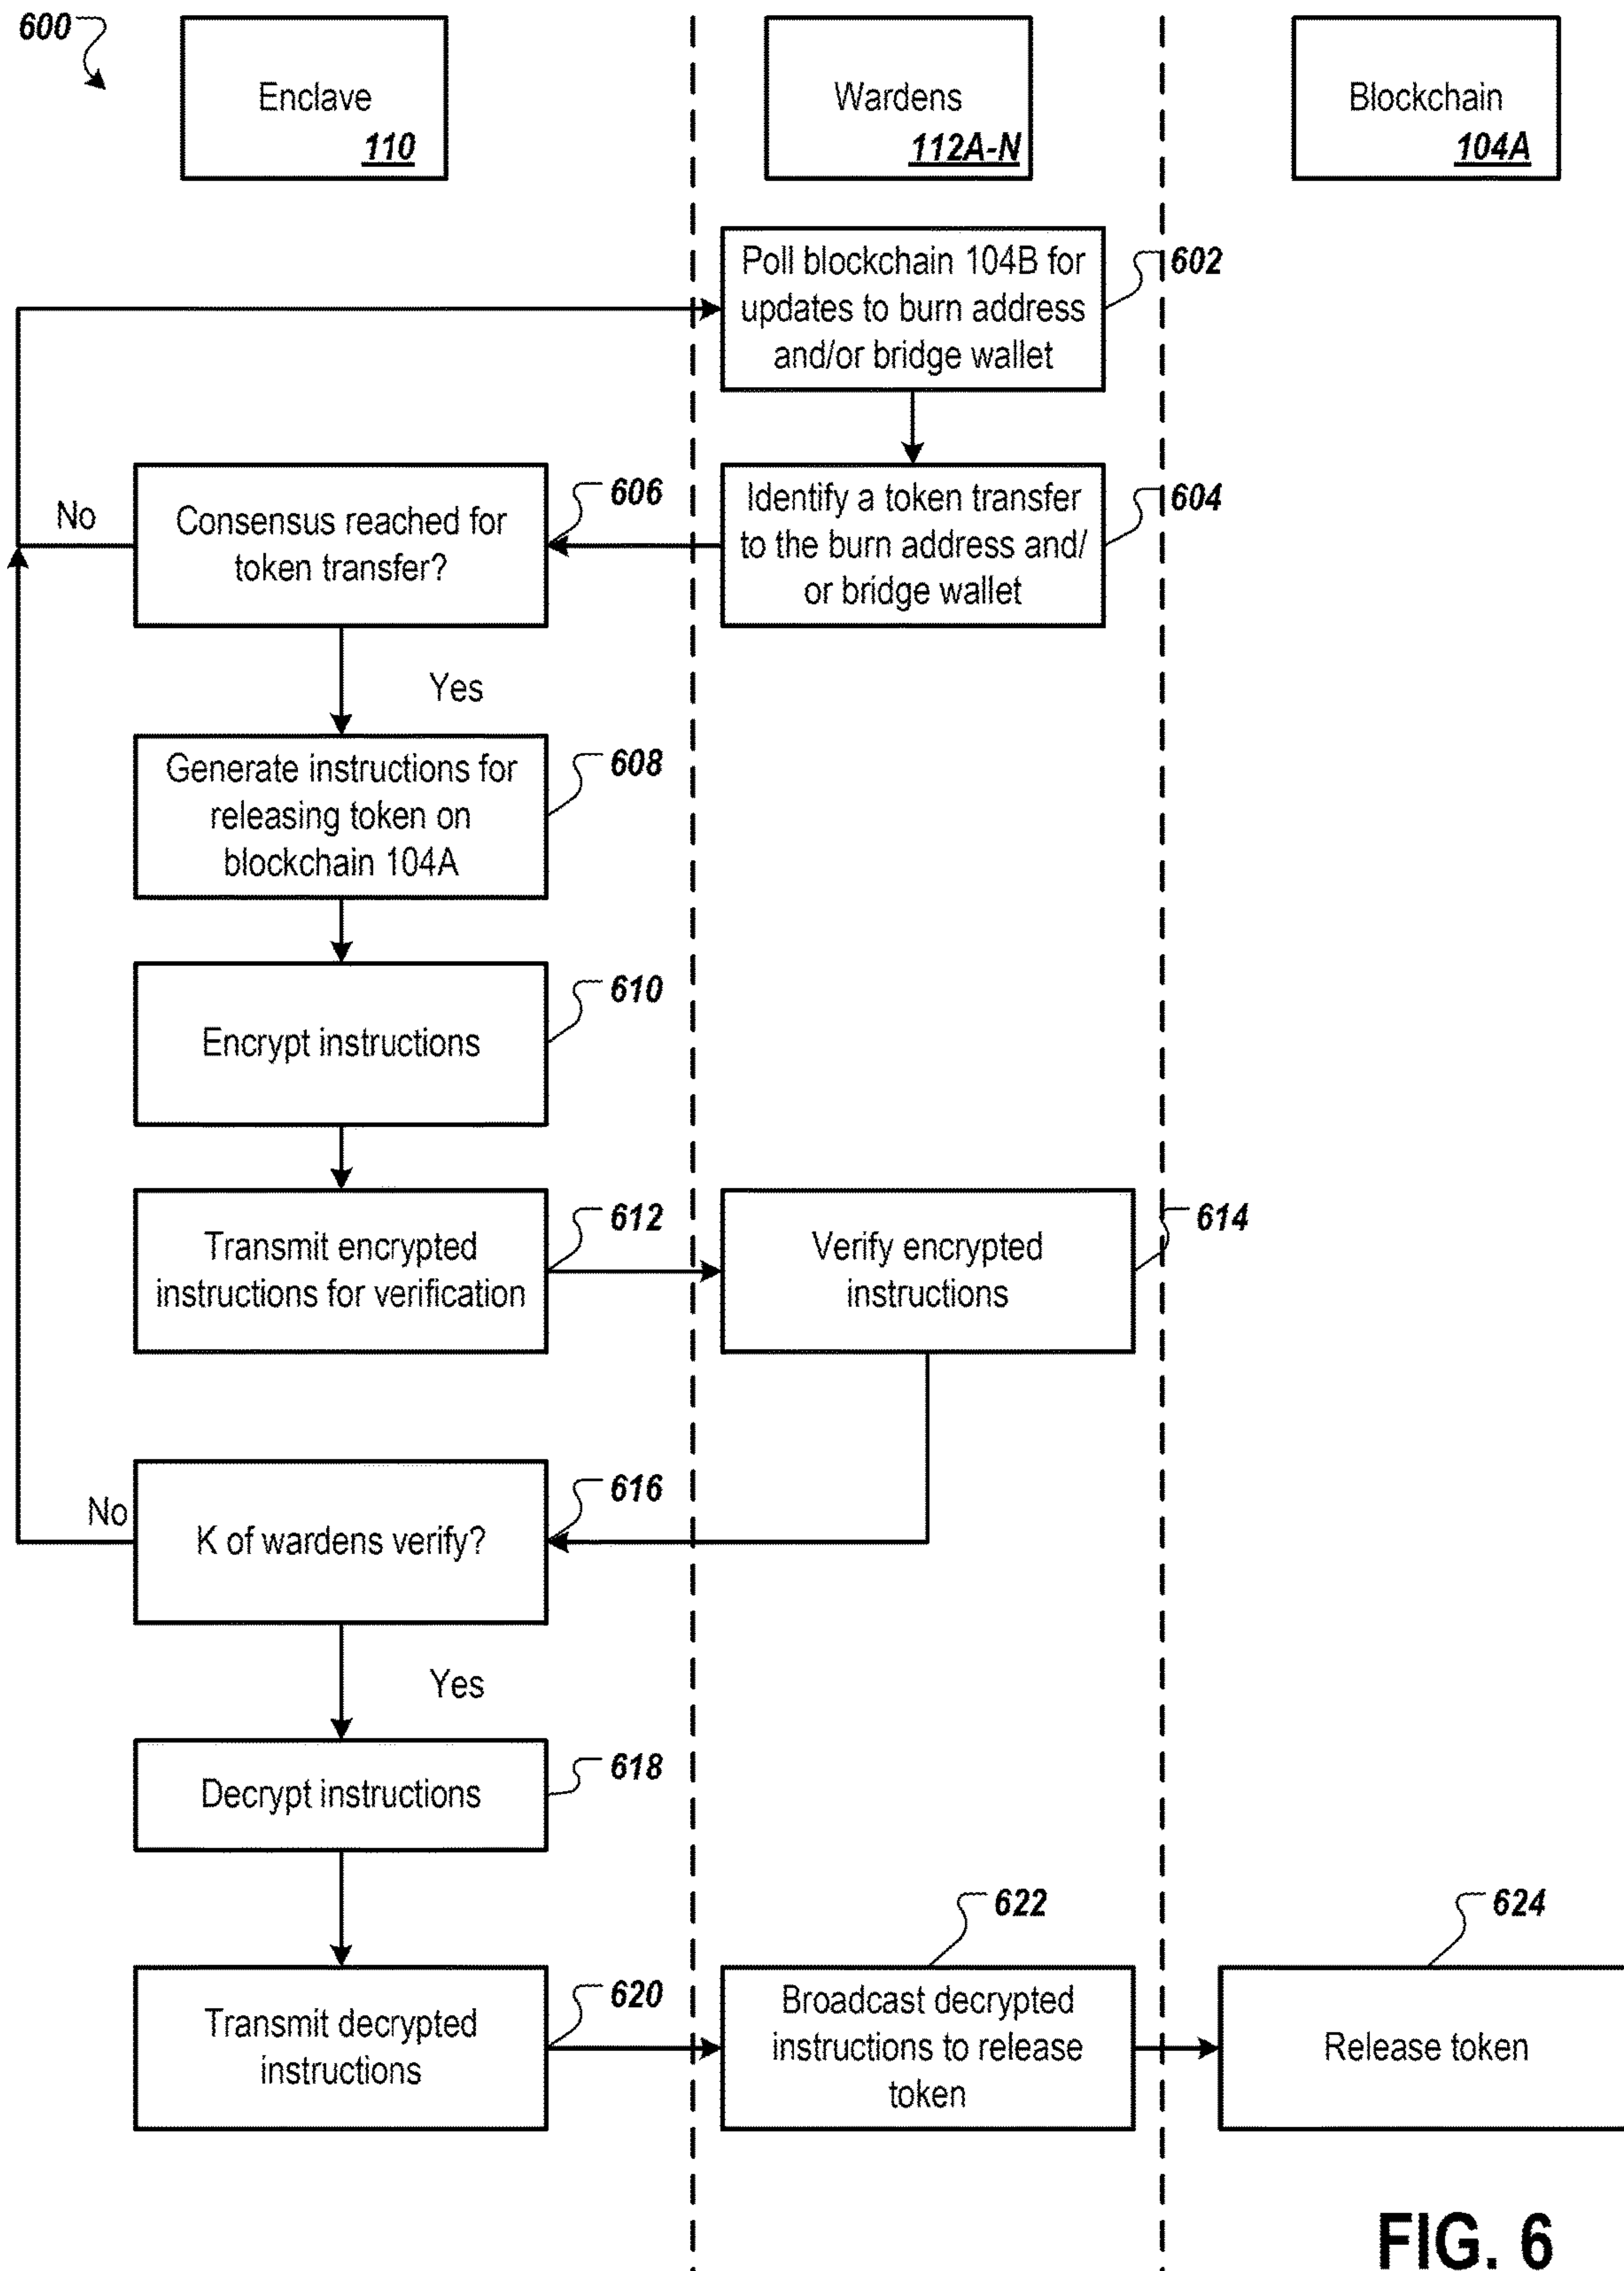 600
Enclave
110
Wardens
112A-N
Blockchain
104A
Poll blockchain 104B for
updates to burn address
and/or bridge wallet
602
No
Consensus reached for
token transfer?
606
Identify a token transfer
to the burn address and/
or bridge wallet
604
Yes
Generate instructions for
releasing token on
blockchain 104A
608
Encrypt instructions
610
Transmit encrypted
instructions for verification
612
Verify encrypted
instructions
614
No
K of wardens verify?
616
Yes
Decrypt instructions
618
Transmit decrypted
instructions
620
Broadcast decrypted
instructions to release
token
622
Release token
624
FIG. 6